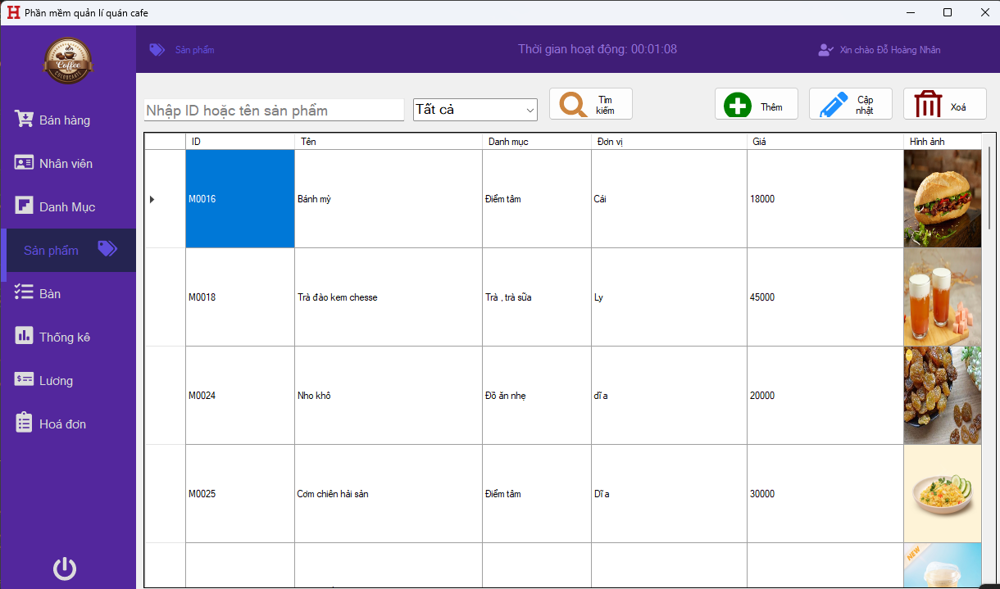 H Phần mềm quản lí quán cafe
Coffee
Sản phẩm
Thời gian hoạt động: 00:01:08
Xin chào Đỗ Hoàng Nhân
Bán hàng
Nhân viên
Danh Mục
Sản phẩm
Bàn
Thống kê
Lương
Hoá đơn
Nhập ID hoặc tên sản phẩm
Tất cả
Tìm
kiếm
Thêm
Cập
nhật
Xoá
ID Tên Danh mục Đơn vị Giá Hình ảnh
M0016 Bánh mỳ Điểm tâm Cái 18000
M0018 Trà đào kem chesse Trà , trà sữa Ly 45000
M0024 Nho khô Đồ ăn nhẹ dĩa 20000
M0025 Cơm chiên hải sản Điểm tâm Dĩa 30000
NEW